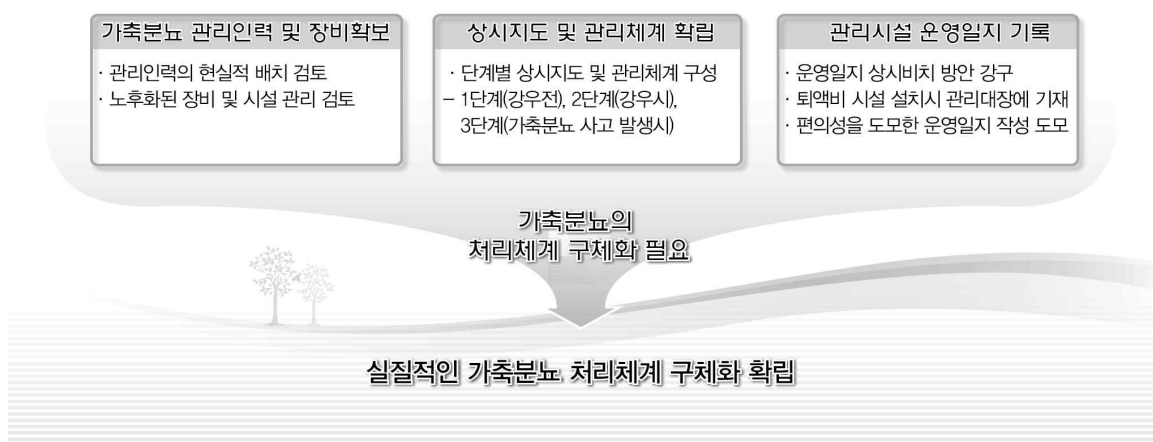 가축분뇨 관리인력 및 장비확보
· 관리인력의 현실적 배치 검토
· 노후화된 장비 및 시설 관리 검토
상시지도 및 관리체계 확립
· 단계별 상시지도 및 관리체계 구성
– 1단계(강우전), 2단계(강우시),
3단계(가축분뇨 사고 발생시)
관리시설 운영일지 기록
· 운영일지 상시비치 방안 강구
· 퇴액비 시설 설치시 관리대장에 기재
· 편의성을 도모한 운영일지 작성 도모
가축분뇨의
처리체계 구체화 필요
실질적인 가축분뇨 처리체계 구체화 확립